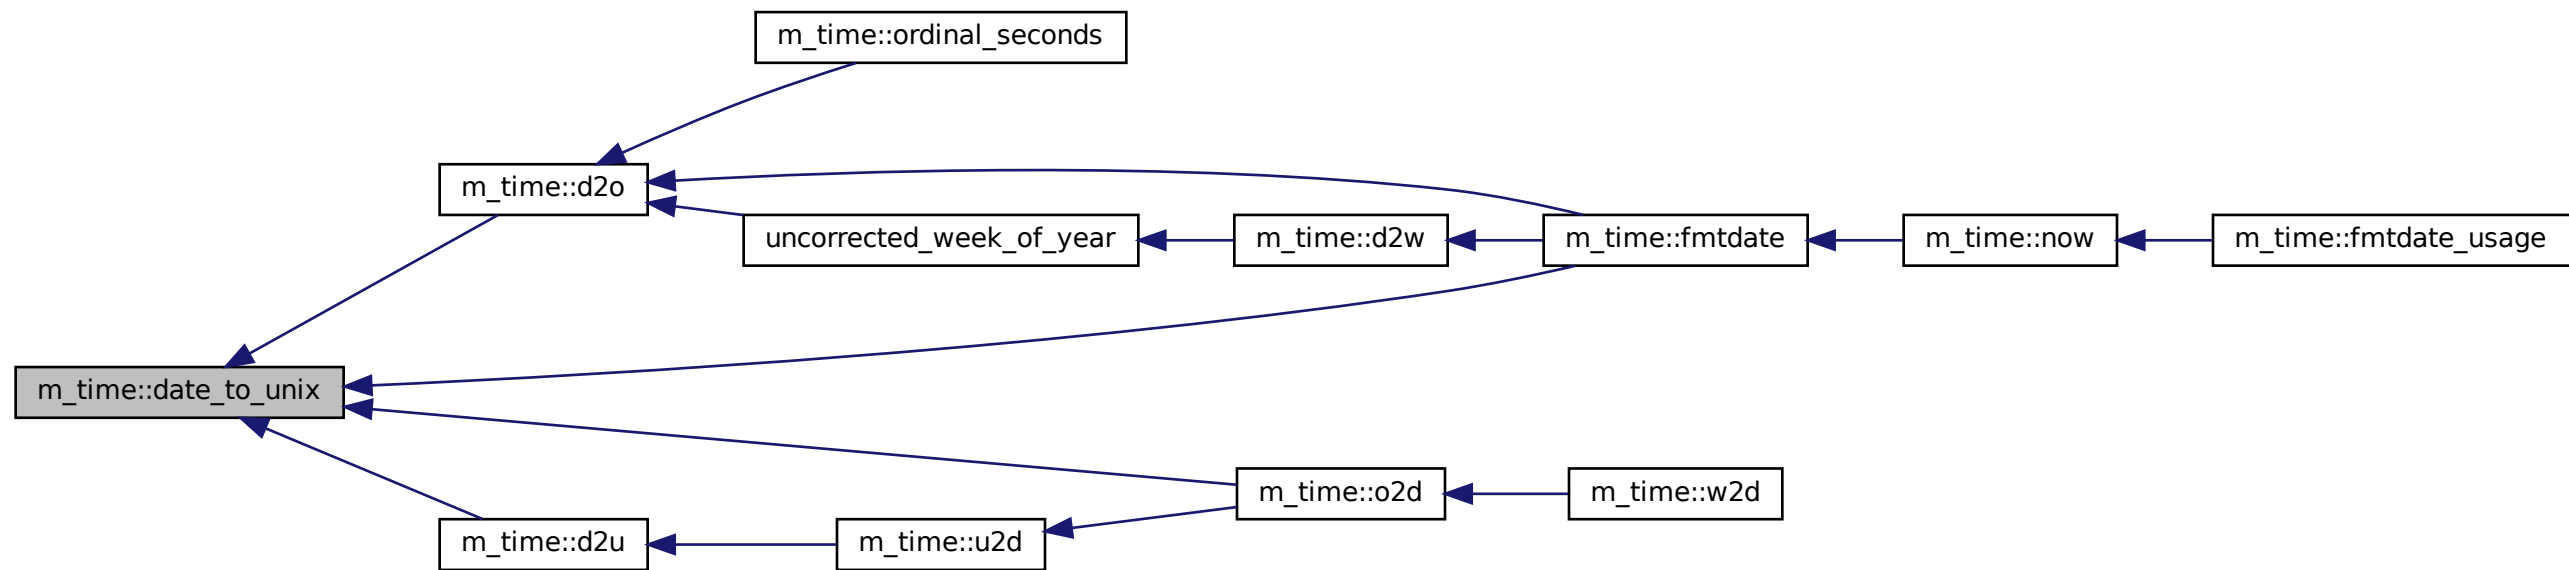 m_time::ordinal_seconds
m_time::d2o
uncorrected_week_of_year
m_time::d2w
m_time::fmtdate
m_time::now
m_time::fmtdate_usage
m_time::date_to_unix
m_time::o2d
m_time::w2d
m_time::d2u
m_time::u2d